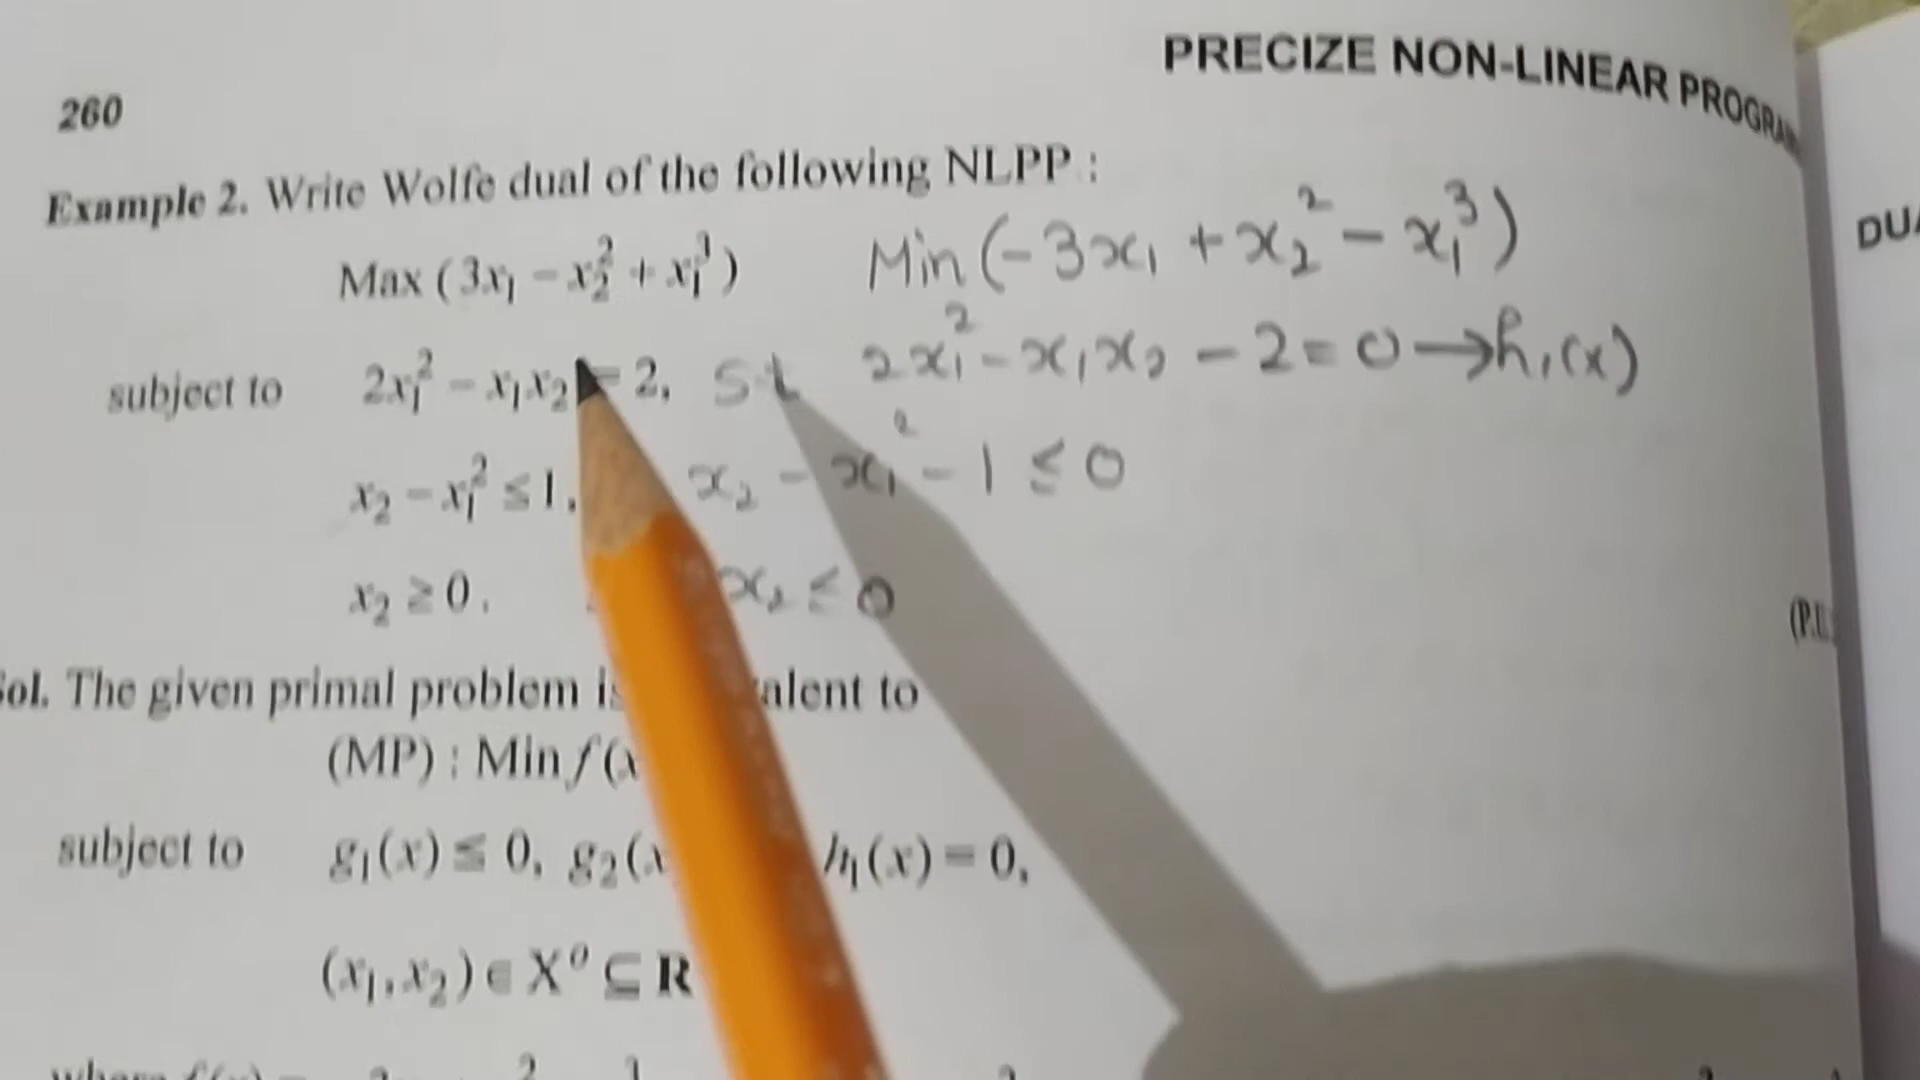 PRECIZE NON-LINEAR
260
Example 2. Write Wolfe dual of the following NLPP :
Max ( 3x₁ − x₂² + x₁³ ) Min (−3x₁ + x₂² − x₁³)
subject to 2x₁² − x₁x₂ = 2, St 2x₁² − x₁x₂ − 2 = 0 → h₁(x)
x₂ − x₁² ≤ 1, x₂ − x₁² − 1 ≤ 0
x₂ ≥ 0. x₂ ≤ 0
Sol. The given primal problem to
(MP) : Min f (x
subject to g₁(x) ≤ 0, g₂(x h₁(x) = 0,
(x₁, x₂) ∈ X⁰ ⊆ R